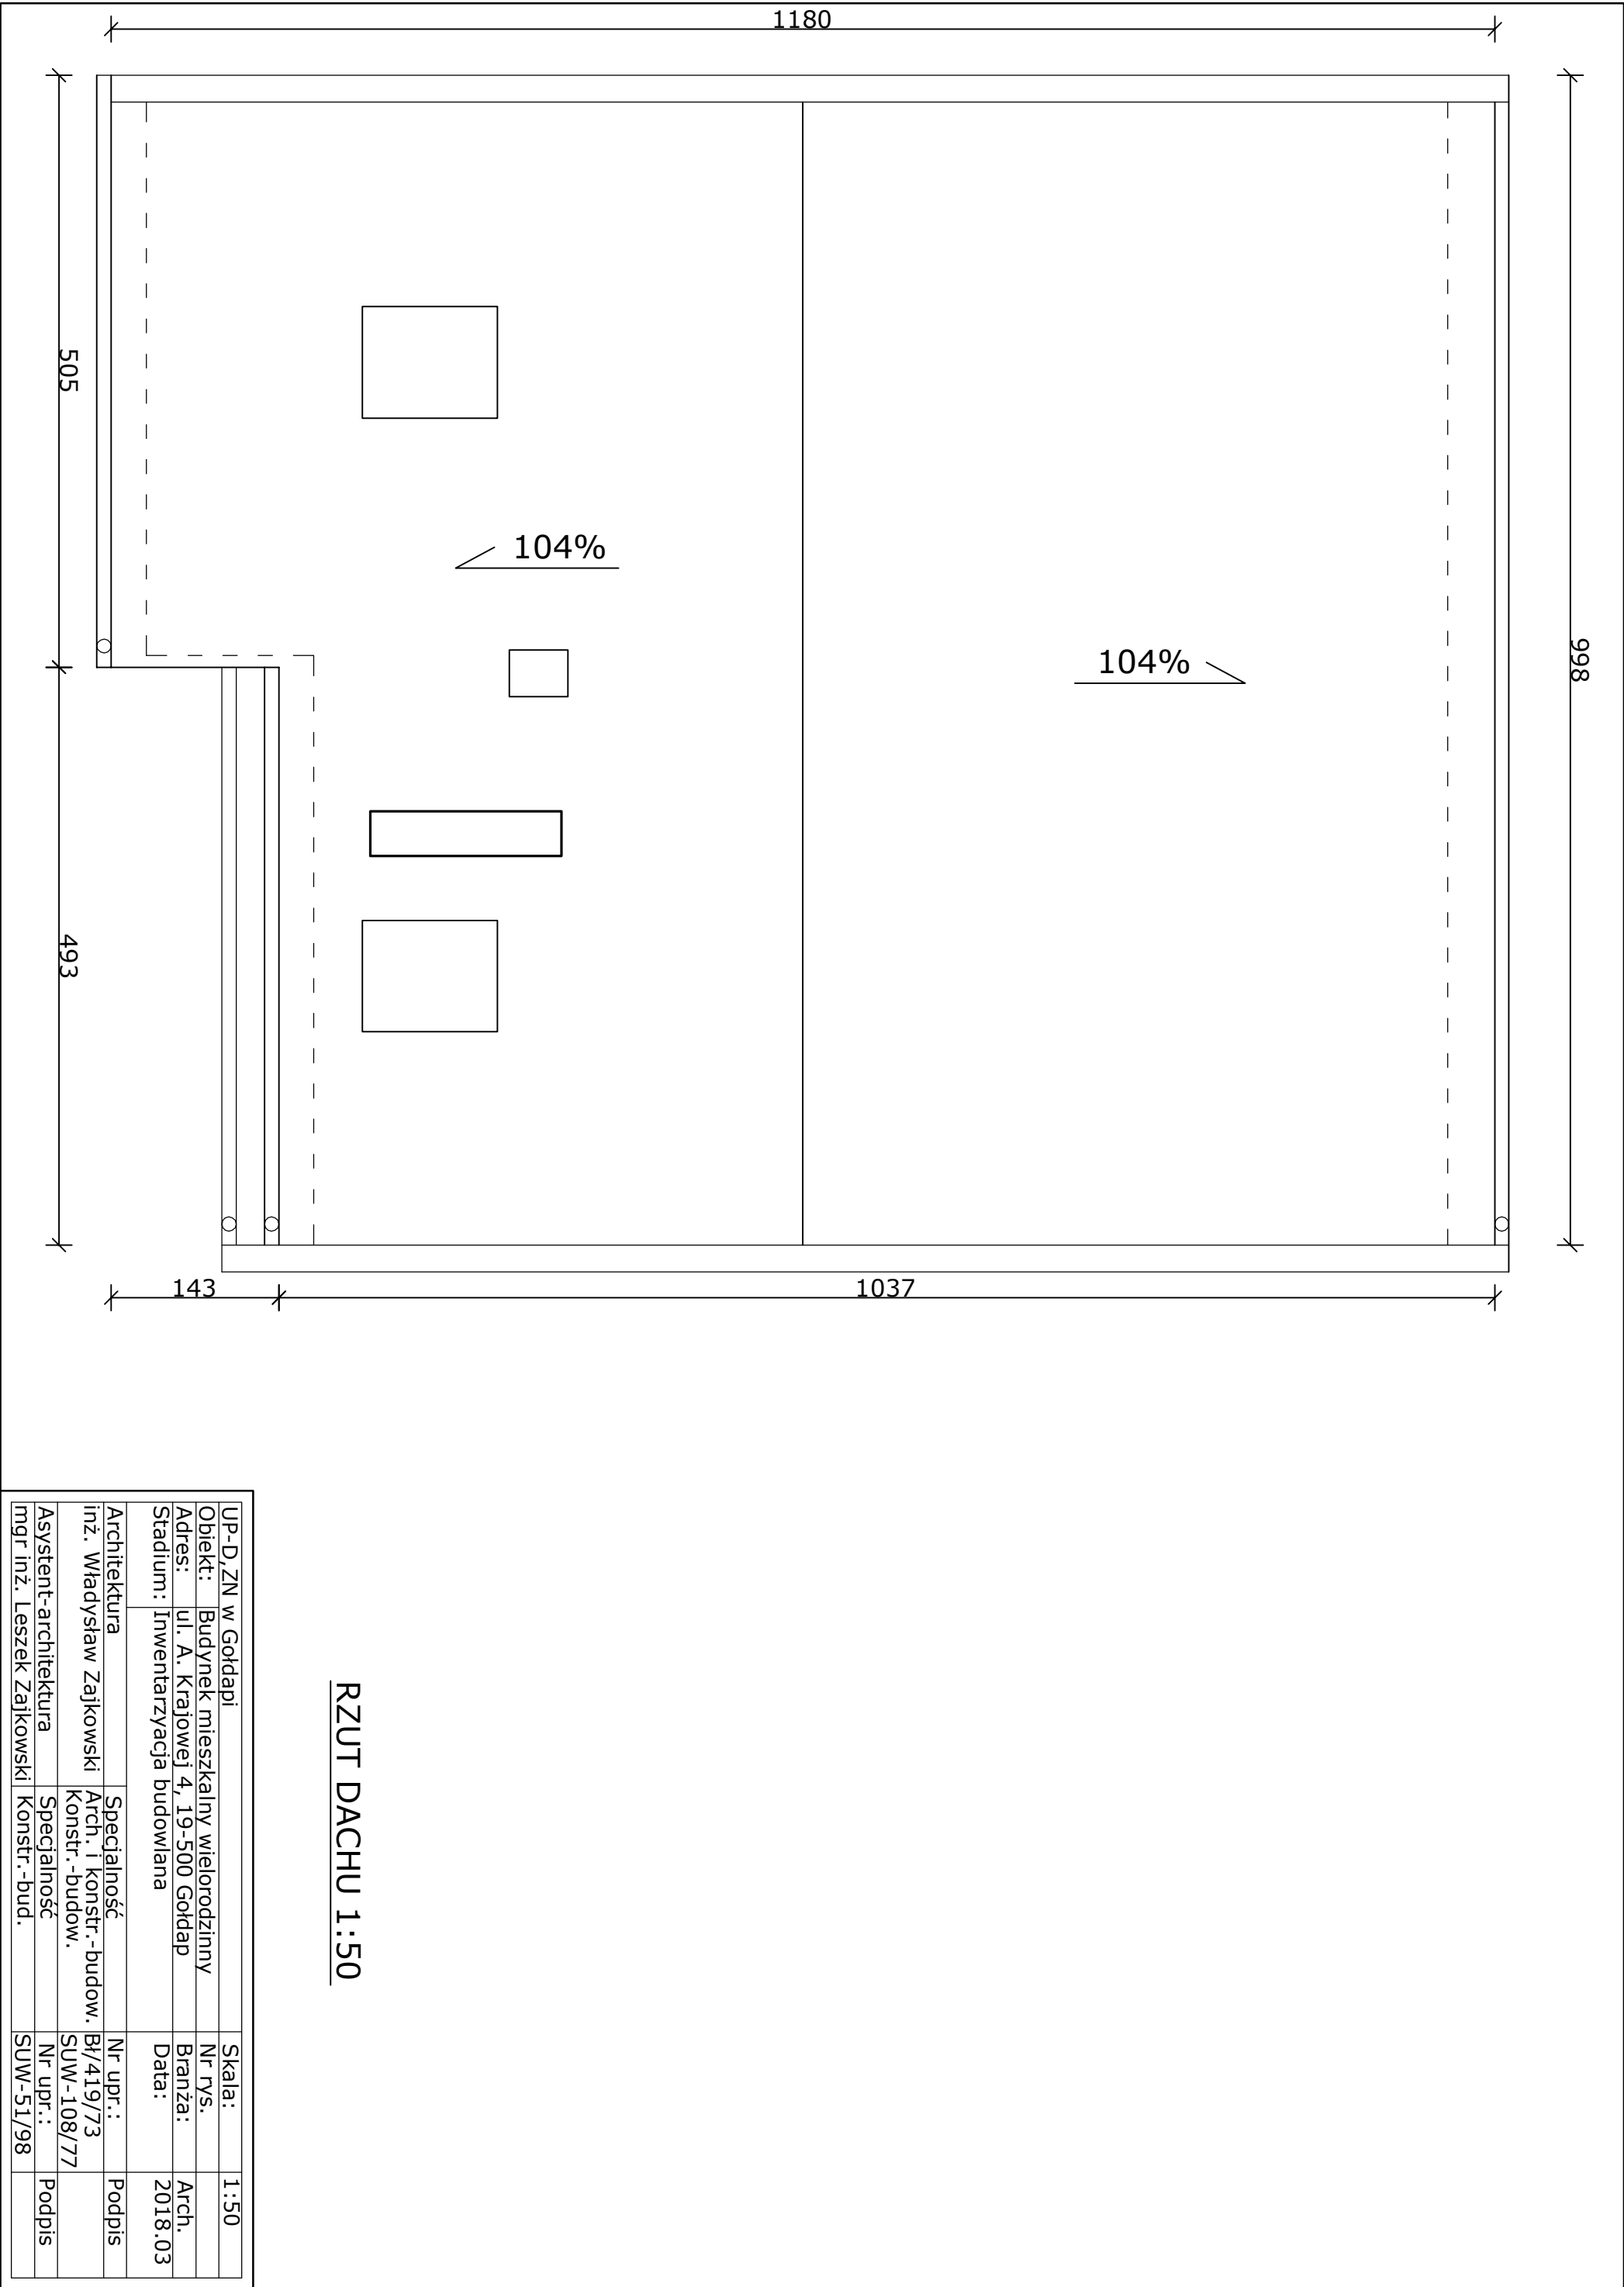 1180
998
505
493
104%
104%
143
1037
RZUT DACHU 1:50
UP-D,ZN w Gołdapi Skala: 1:50
Obiekt: Budynek mieszkalny wielorodzinny Nr rys.
Adres: ul. A. Krajowej 4, 19-500 Gołdap Branża: Arch.
Stadium: Inwentarzyacja budowlana Data: 2018.03
Architektura Specjalność Nr upr.: Podpis
inż. Władysław Zajkowski Arch. i konstr.-budow. Bł/419/73
Konstr.-budow. SUW-108/77
Asystent-architektura Specjalność Nr upr.: Podpis
mgr inż. Leszek Zajkowski Konstr.-bud. SUW-51/98